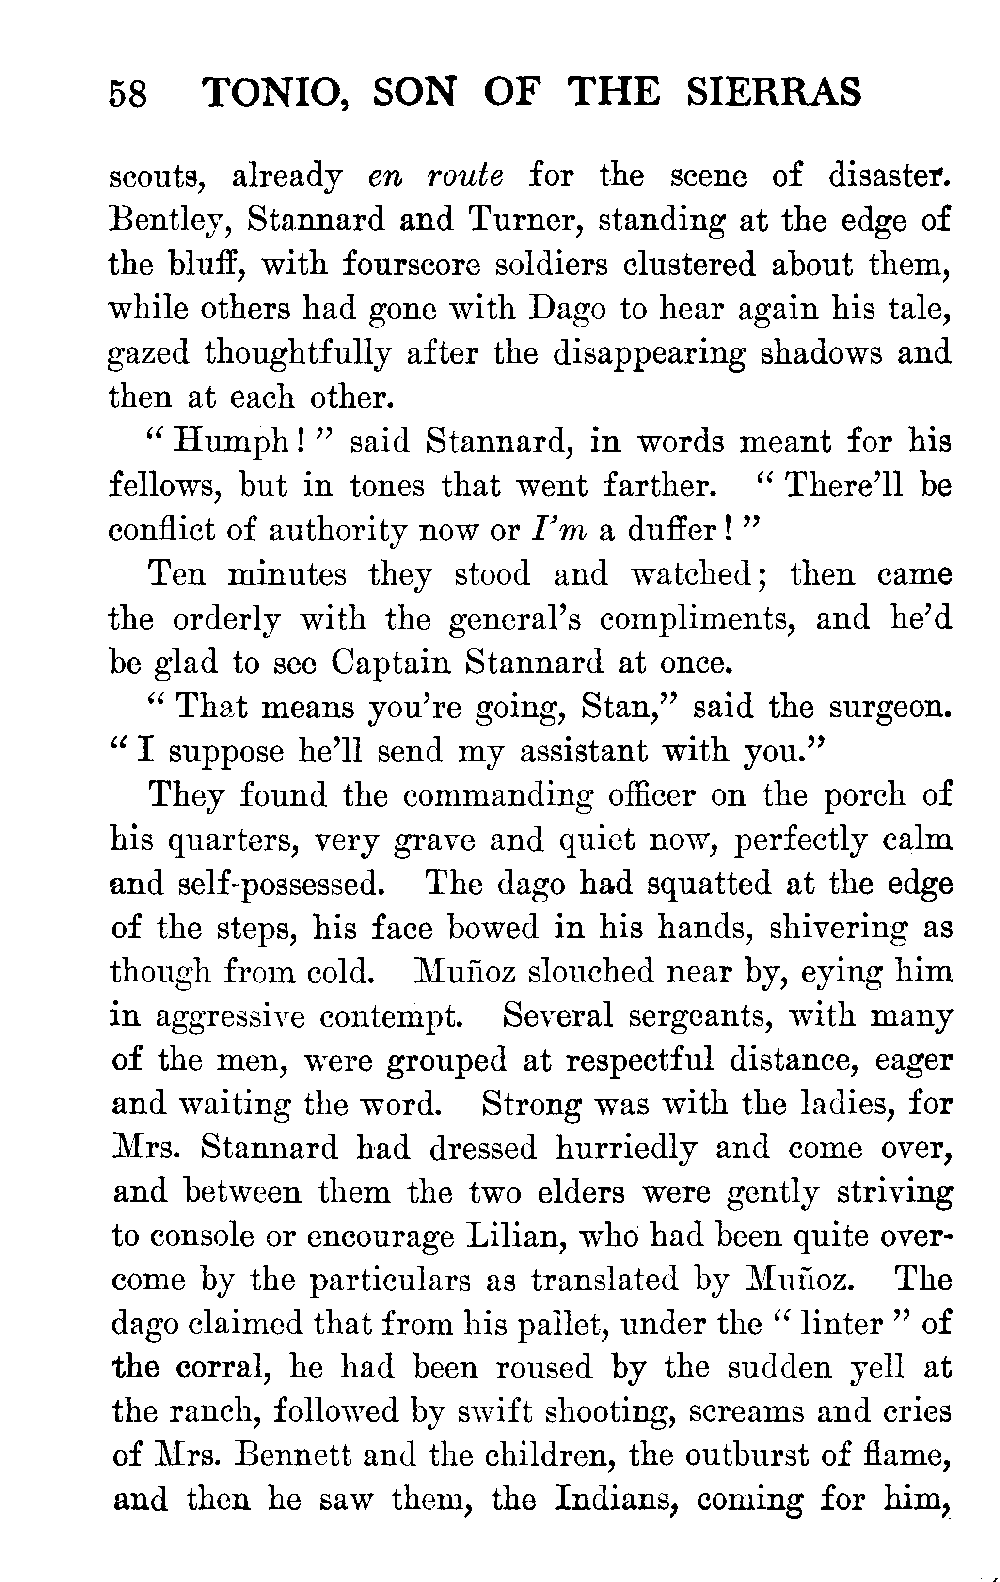 58 TONIO, SON OF THE SIERRAS
scouts, already en route for the scene of disaster.
Bentley, Stannard and Turner, standing at the edge of
the bluff, with fourscore soldiers clustered about them,
while others had gone with Dago to hear again his tale,
gazed thoughtfully after the disappearing shadows and
then at each other.
“ Humph! ” said Stannard, in words meant for his
fellows, but in tones that went farther. “ There’ll be
conflict of authority now or I’m a duffer! ”
Ten minutes they stood and watched; then came
the orderly with the general’s compliments, and he’d
be glad to see Captain Stannard at once.
“ That means you’re going, Stan,” said the surgeon.
“ I suppose he’ll send my assistant with you.”
They found the commanding officer on the porch of
his quarters, very grave and quiet now, perfectly calm
and self-possessed. The dago had squatted at the edge
of the steps, his face bowed in his hands, shivering as
though from cold. Muñoz slouched near by, eying him
in aggressive contempt. Several sergeants, with many
of the men, were grouped at respectful distance, eager
and waiting the word. Strong was with the ladies, for
Mrs. Stannard had dressed hurriedly and come over,
and between them the two elders were gently striving
to console or encourage Lilian, who had been quite over-
come by the particulars as translated by Muñoz. The
dago claimed that from his pallet, under the “ linter ” of
the corral, he had been roused by the sudden yell at
the ranch, followed by swift shooting, screams and cries
of Mrs. Bennett and the children, the outburst of flame,
and then he saw them, the Indians, coming for him,